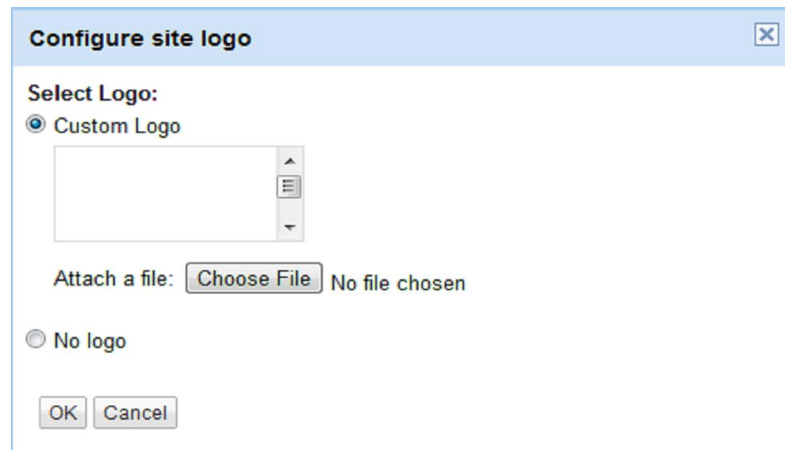 Configure site logo
Select Logo:
Custom Logo
Attach a file: Choose File No file chosen
No logo
OK Cancel